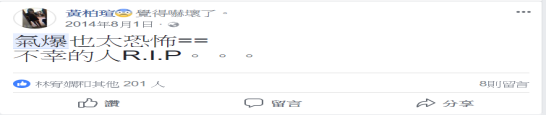 黃柏瑄😨 覺得嚇壞了。
2014年8月1日 ·
氣爆也太恐怖==
不幸的人R.I.P。。。
林宥嫺和其他 201 人 8則留言
讚 留言 分享